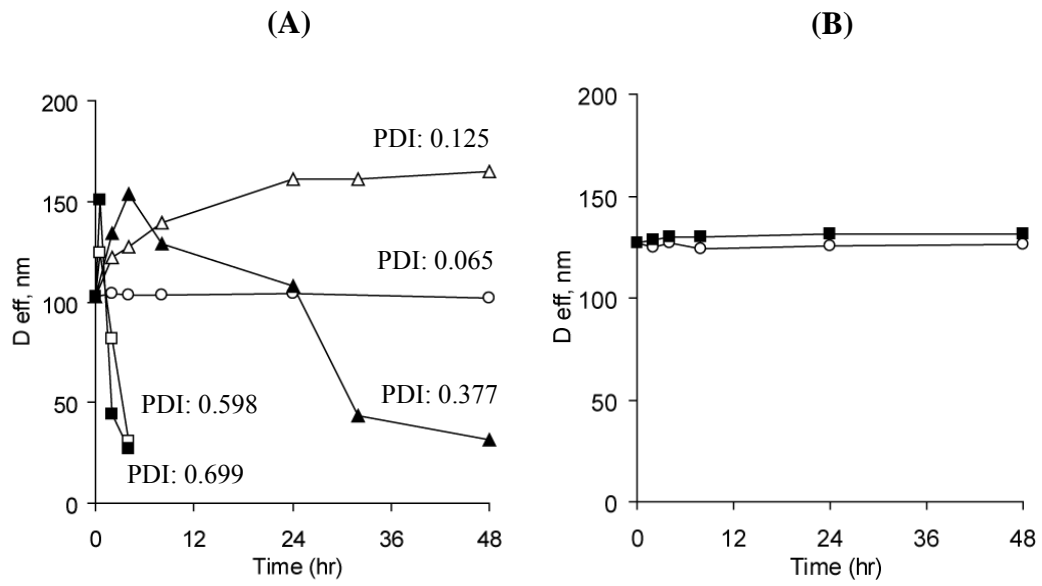 (A)
(B)
200
150
100
50
0
D eff, nm
PDI: 0.125
PDI: 0.065
PDI: 0.377
PDI: 0.598
PDI: 0.699
0 12 24 36 48
Time (hr)
200
150
100
50
0
D eff, nm
0 12 24 36 48
Time (hr)